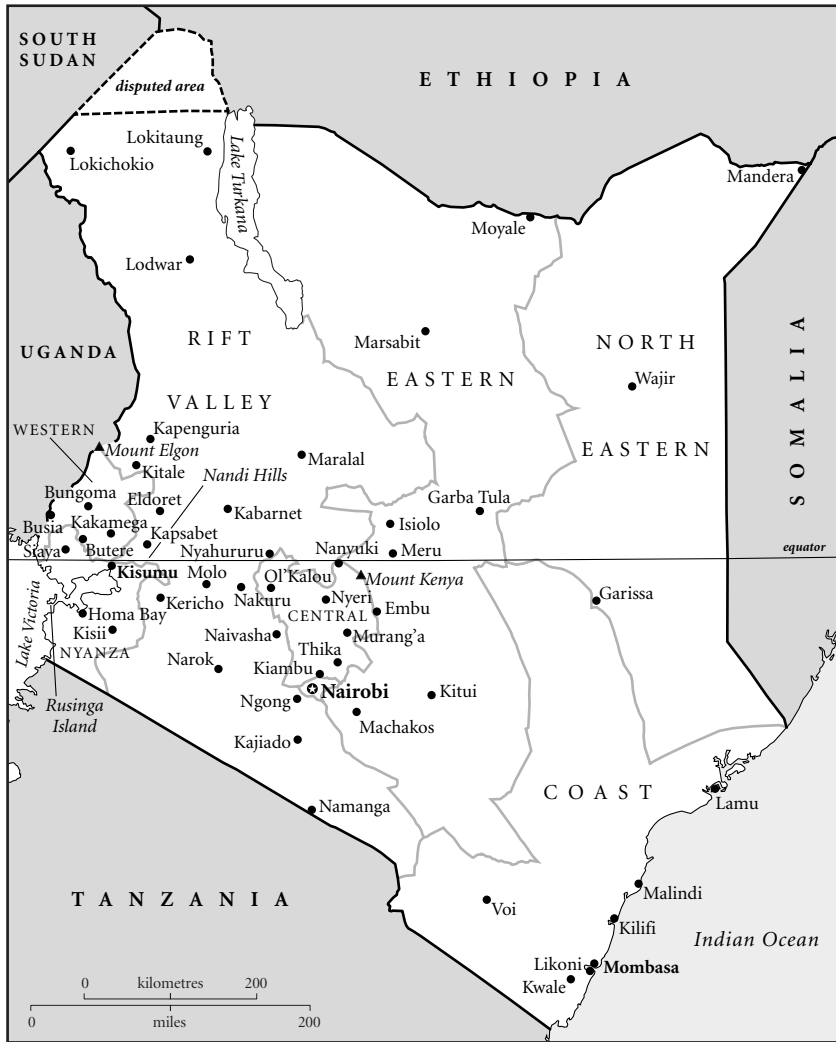 SOUTH
SUDAN
disputed area
ETHIOPIA
Lokitaung
Lokichokio
Lake Turkana
Mandera
Moyale
Lodwar
RIFT
Marsabit
NORTH
UGANDA
EASTERN
Wajir
SOMALIA
VALLEY
WESTERN
Kapenguria
Mount Elgon
EASTERN
Maralal
Kitale
Nandi Hills
Bungoma
Eldoret
Kabarnet
Garba Tula
Busia
Kakamega
Isiolo
Siaya
Butere
Kapsabet
Nyahururu
Nanyuki
Meru
equator
Kisumu
Molo
Ol'Kalou
Mount Kenya
Lake Victoria
Kericho
Nakuru
Nyeri
Garissa
Homa Bay
CENTRAL
Embu
Kisii
Naivasha
Murang'a
NYANZA
Narok
Thika
Kiambu
Nairobi
Rusinga
Island
Ngong
Kitui
Machakos
Kajiado
COAST
Lamu
Namanga
TANZANIA
Voi
Malindi
Kilifi
Indian Ocean
Likoni
Mombasa
Kwale
0 kilometres 200
0 miles 200